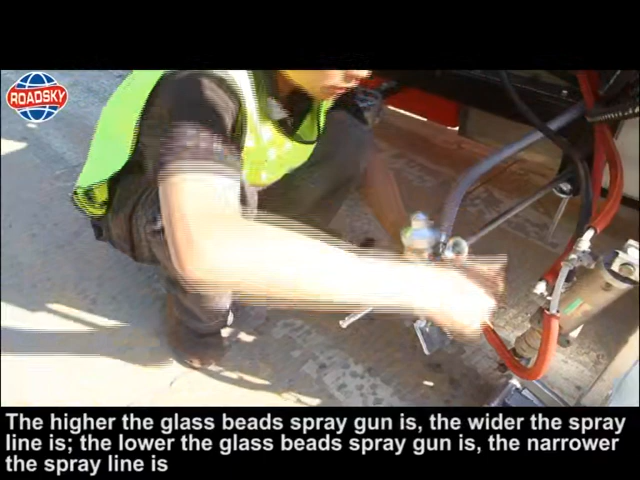 ROADSKY
The higher the glass beads spray gun is, the wider the spray
line is; the lower the glass beads spray gun is, the narrower
the spray line is